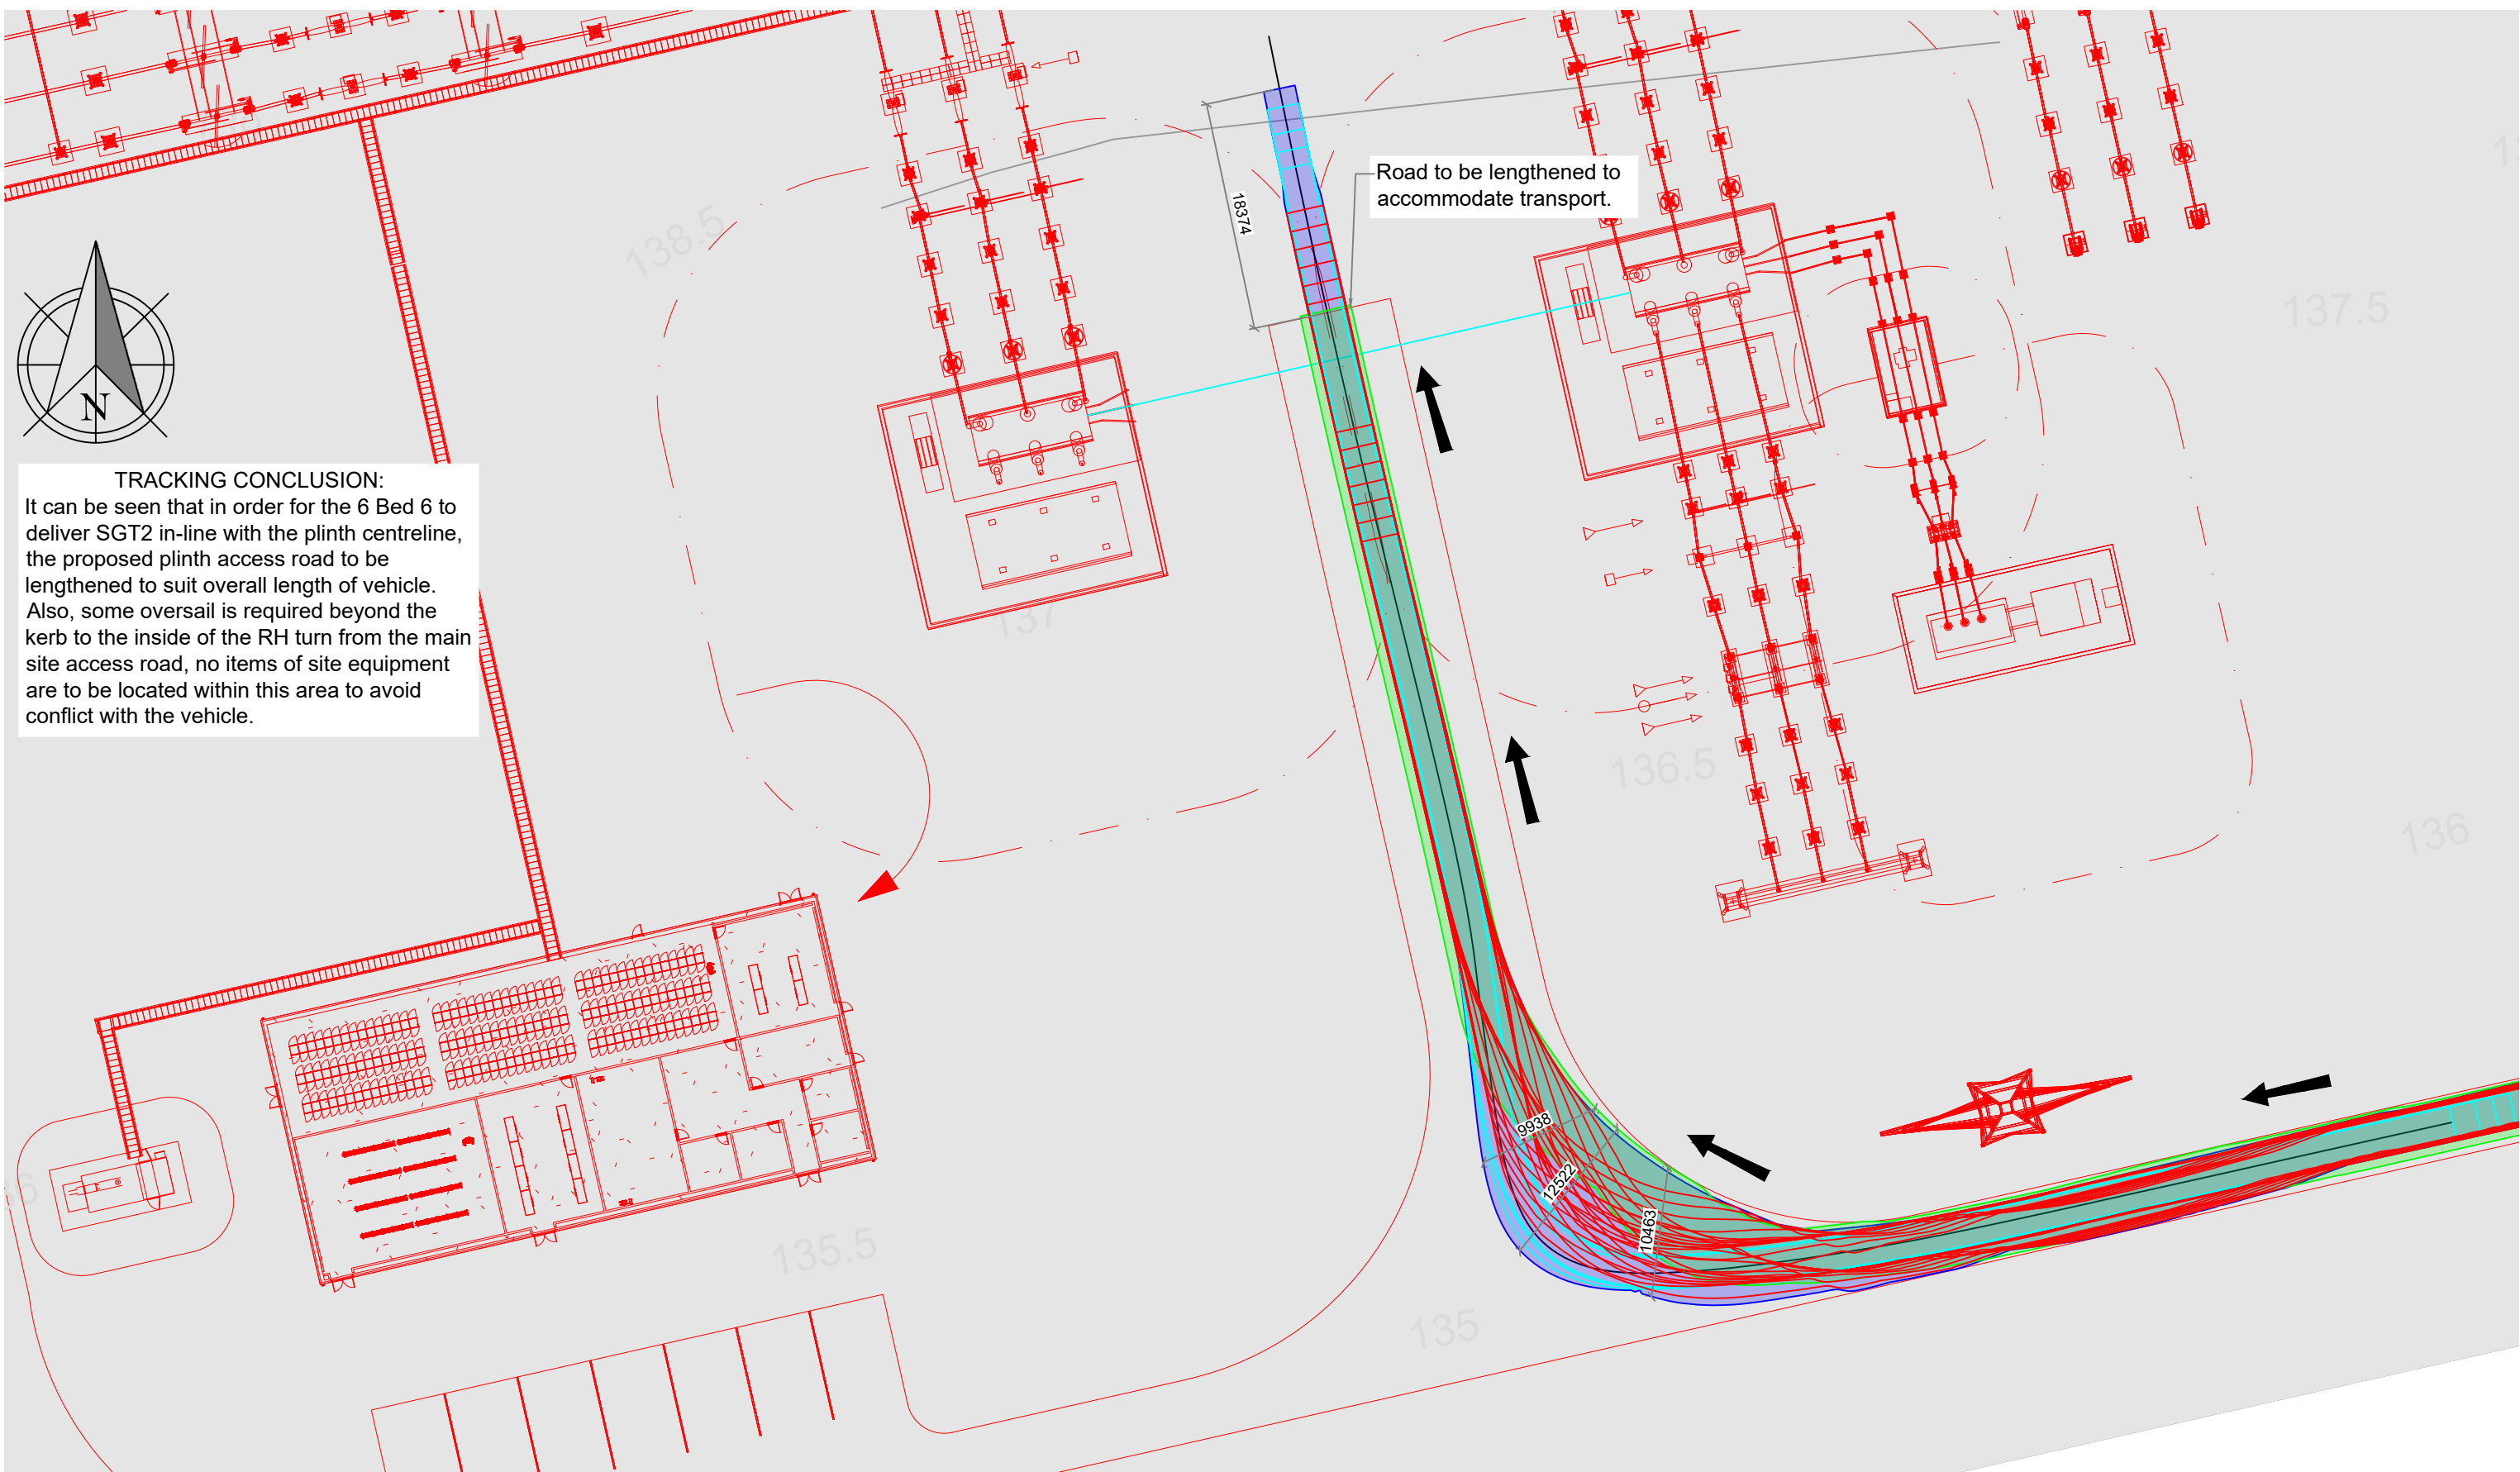 Road to be lengthened to
accommodate transport.
18374
138.5
137.5
N
TRACKING CONCLUSION:
It can be seen that in order for the 6 Bed 6 to
deliver SGT2 in-line with the plinth centreline,
the proposed plinth access road to be
lengthened to suit overall length of vehicle.
Also, some oversail is required beyond the
kerb to the inside of the RH turn from the main
site access road, no items of site equipment
are to be located within this area to avoid
conflict with the vehicle.
137
136.5
136
9938
12522
10463
135.5
135